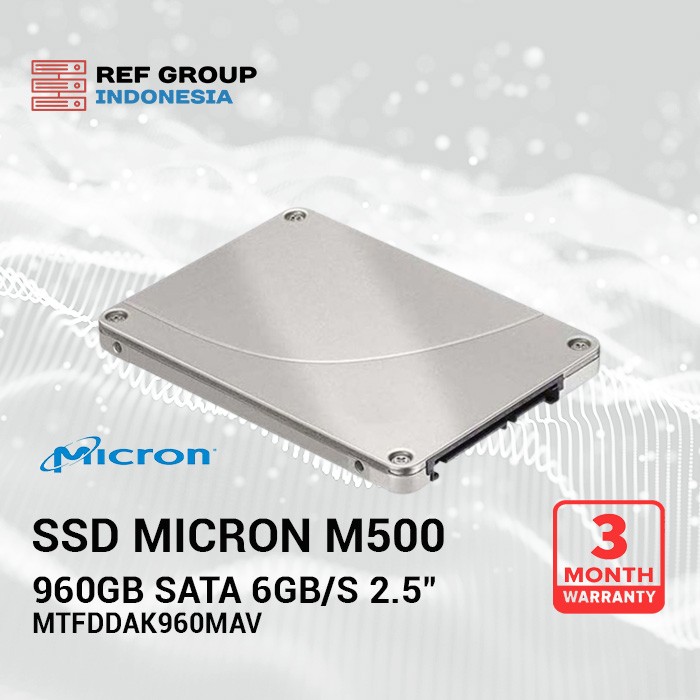 REF GROUP
INDONESIA
Micron
SSD MICRON M500
960GB SATA 6GB/S 2.5"
MTFDDAK960MAV
3
MONTH
WARRANTY